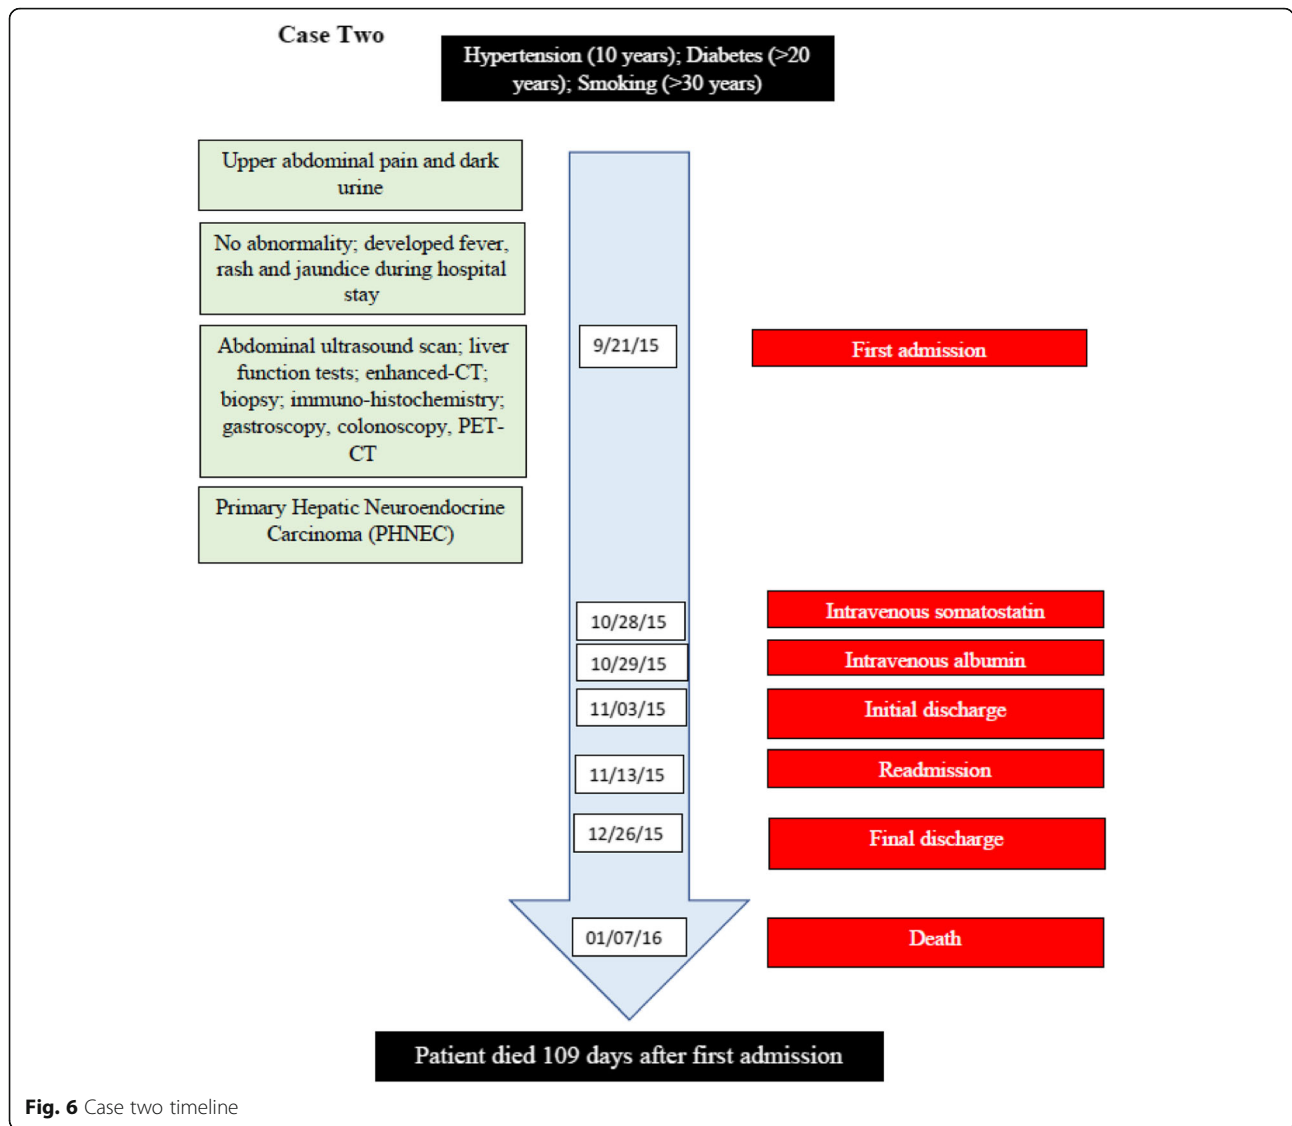 Case Two
Hypertension (10 years); Diabetes (>20
years); Smoking (>30 years)
Upper abdominal pain and dark
urine
No abnormality; developed fever,
rash and jaundice during hospital
stay
Abdominal ultrasound scan; liver
function tests; enhanced-CT;
biopsy; immuno-histochemistry;
gastroscopy, colonoscopy, PET-
CT
Primary Hepatic Neuroendocrine
Carcinoma (PHNEC)
9/21/15
First admission
10/28/15
Intravenous somatostatin
10/29/15
Intravenous albumin
11/03/15
Initial discharge
11/13/15
Readmission
12/26/15
Final discharge
01/07/16
Death
Patient died 109 days after first admission
Fig. 6 Case two timeline